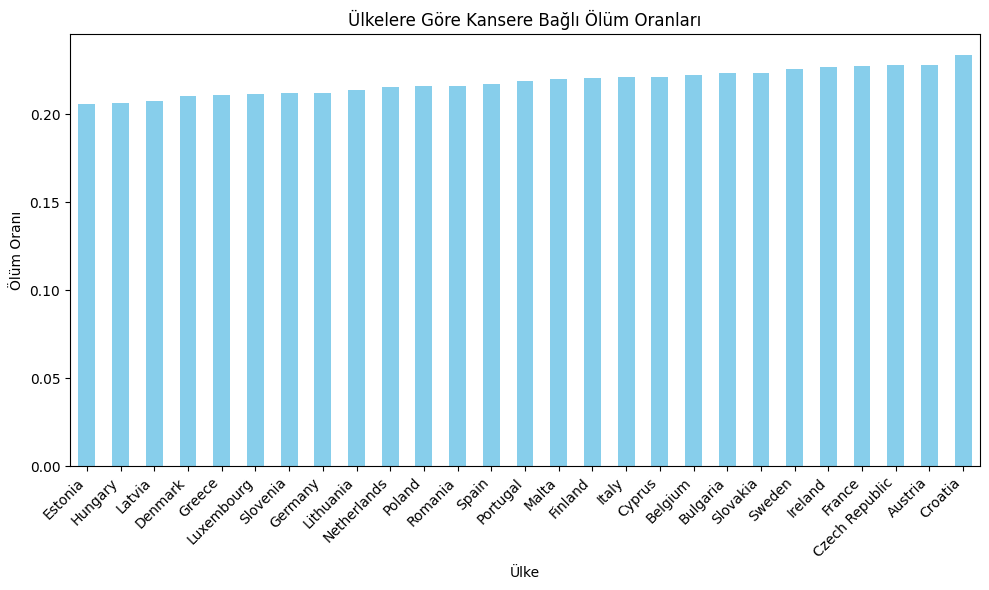 Ülkelere Göre Kansere Bağlı Ölüm Oranları
Ölüm Oranı
0.20
0.15
0.10
0.05
0.00
Estonia
Hungary
Latvia
Denmark
Greece
Luxembourg
Slovenia
Germany
Lithuania
Netherlands
Poland
Romania
Spain
Portugal
Malta
Finland
Italy
Cyprus
Belgium
Bulgaria
Slovakia
Sweden
Ireland
France
Czech Republic
Austria
Croatia
Ülke